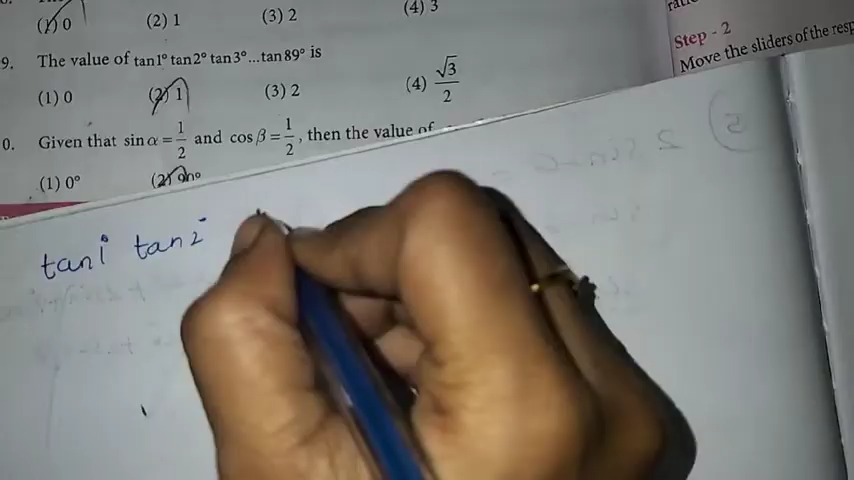 (1) 0 (2) 1 (3) 2 (4) 3
9. The value of tan1° tan2° tan3°...tan89° is
(1) 0 (2) 1 (3) 2 (4) √3/2
0. Given that sin α = 1/2 and cos β = 1/2, then the value of
(1) 0° (2)
Step - 2
Move the sliders of the resp
tan1° tan2°